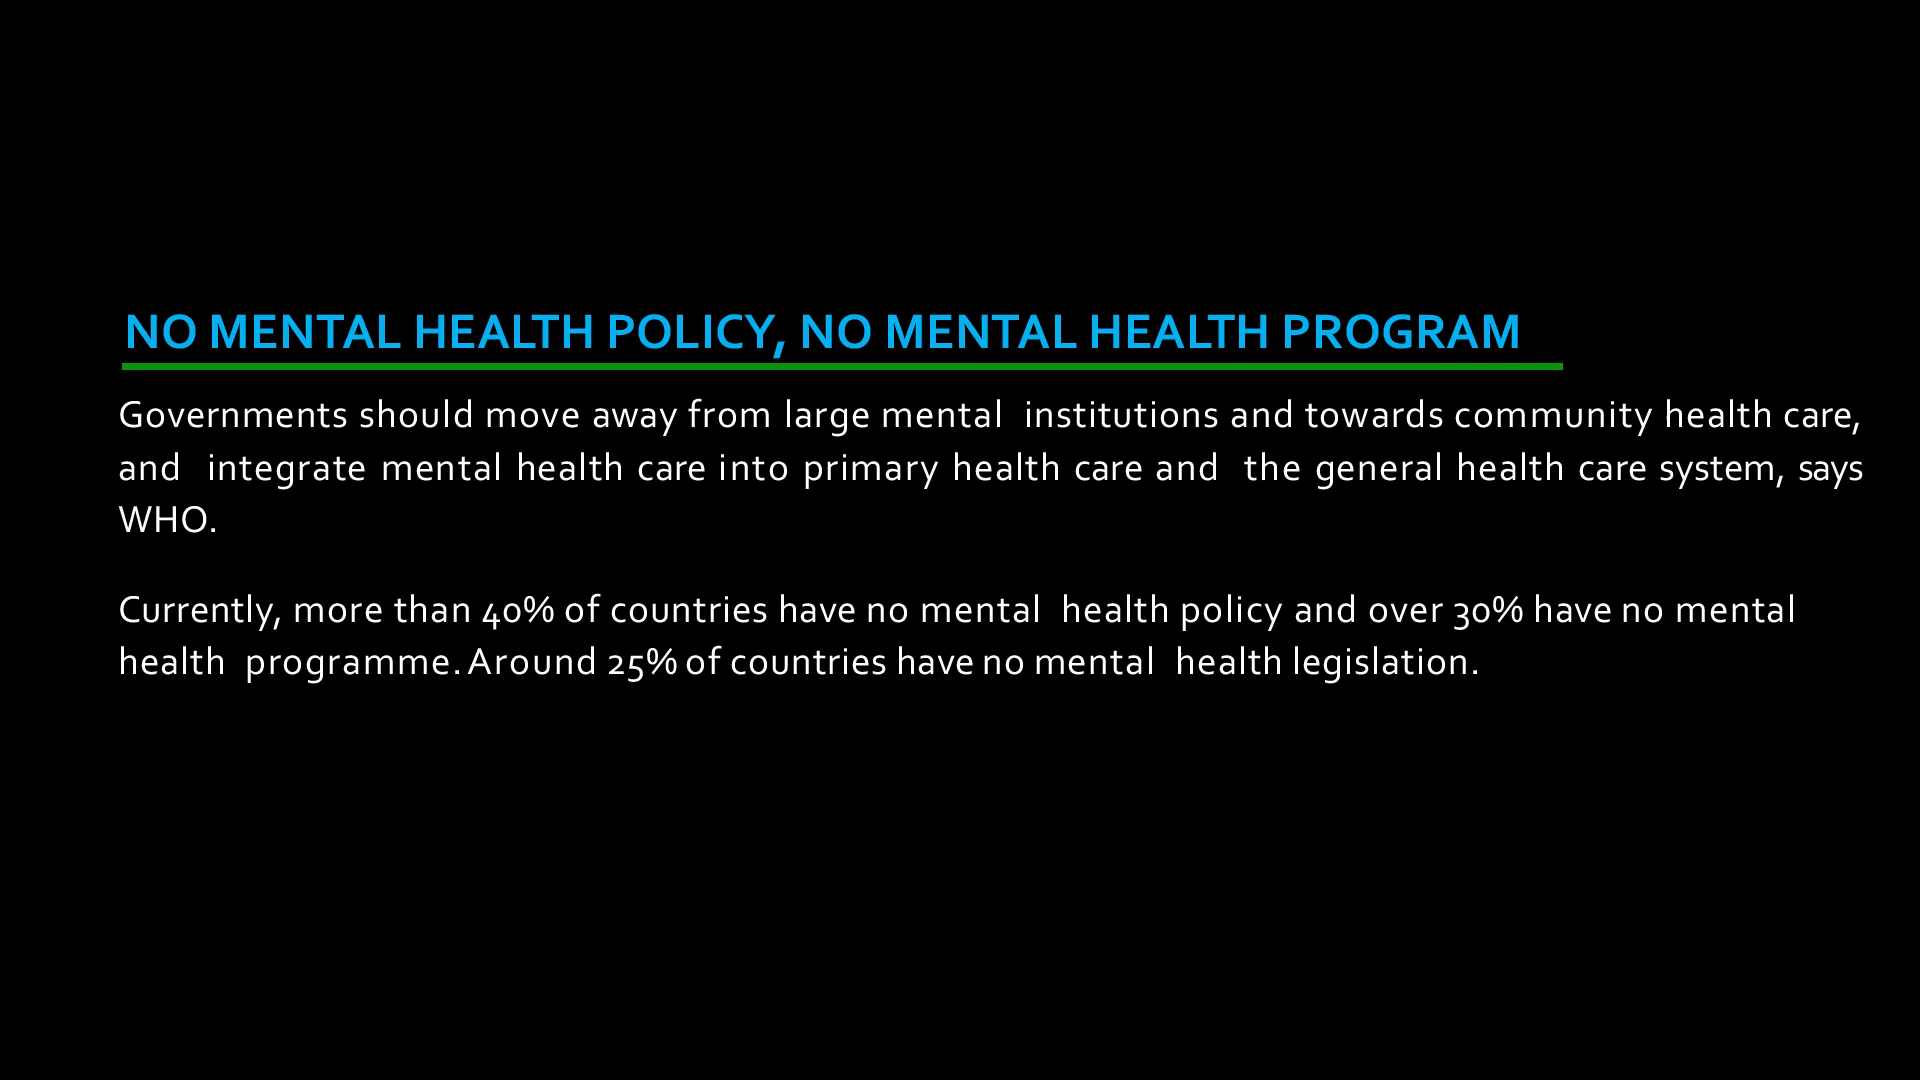 NO MENTAL HEALTH POLICY, NO MENTAL HEALTH PROGRAM
Governments should move away from large mental institutions and towards community health care,
and integrate mental health care into primary health care and the general health care system, says
WHO.
Currently, more than 40% of countries have no mental health policy and over 30% have no mental
health programme. Around 25% of countries have no mental health legislation.